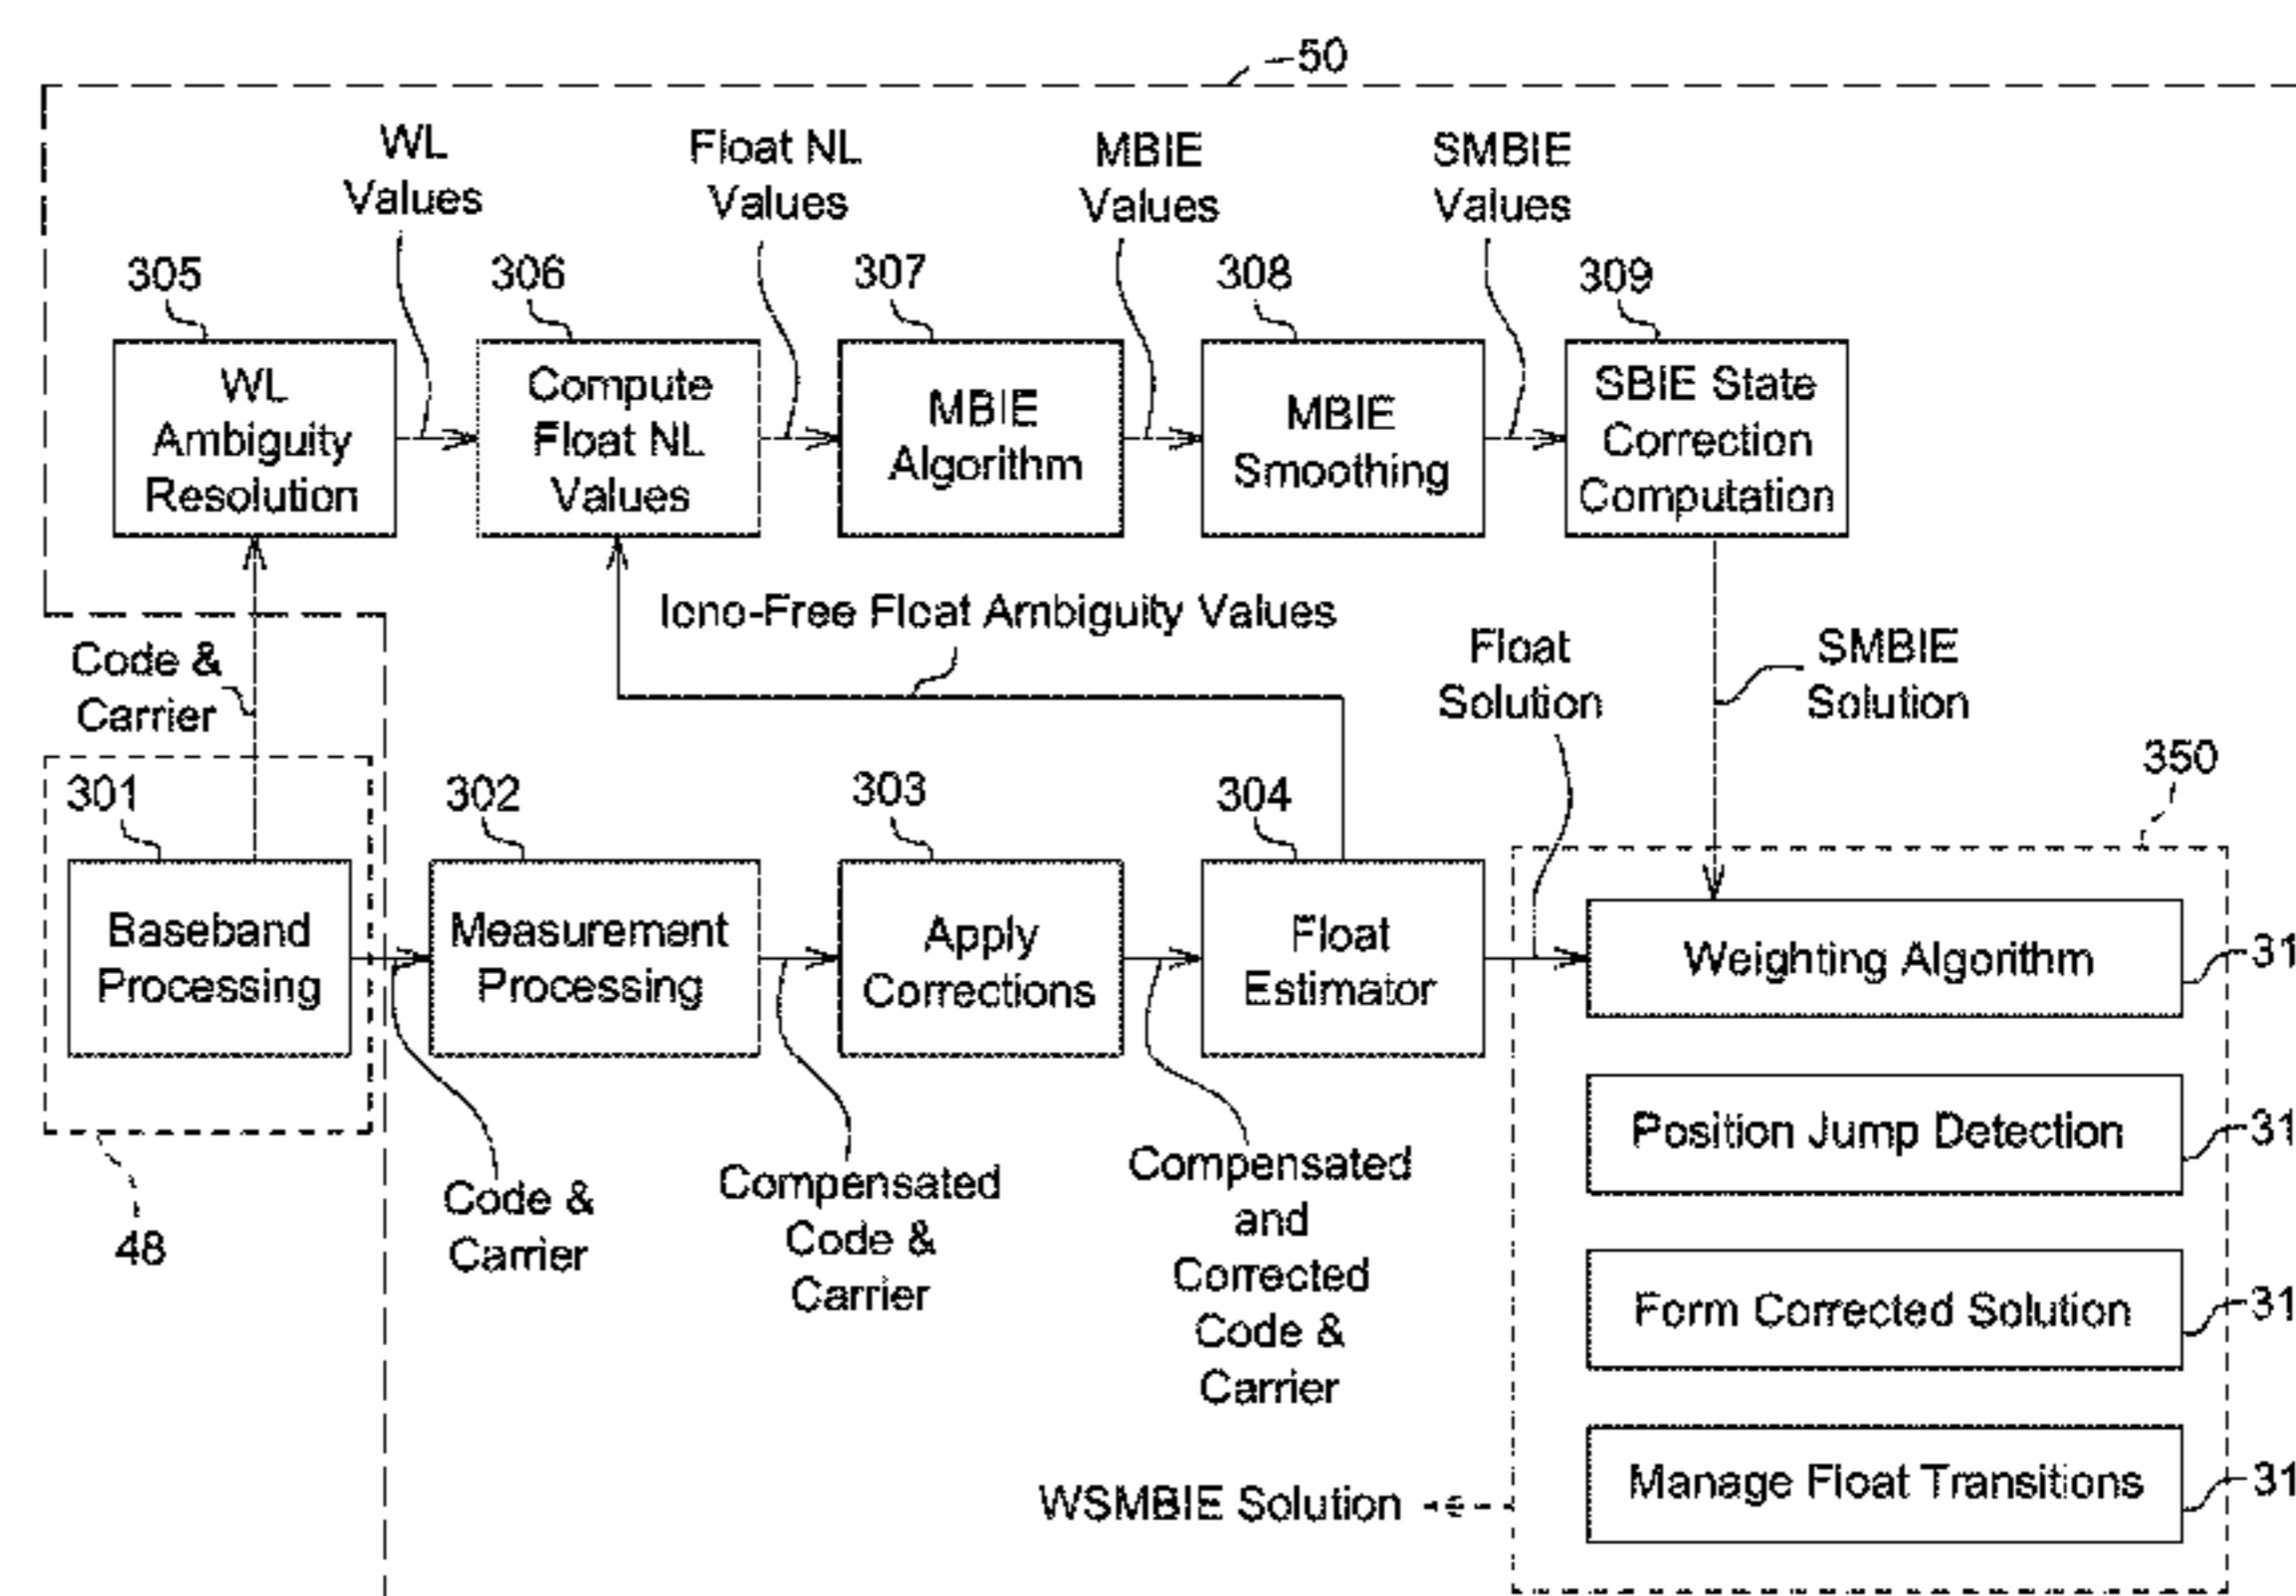 50
WL
Values
Float NL
Values
MBIE
Values
SMBIE
Values
305
306
307
308
309
WL
Ambiguity
Resolution
Compute
Float NL
Values
MBIE
Algorithm
MBIE
Smoothing
SBIE State
Correction
Computation
Iono-Free Float Ambiguity Values
Code &
Carrier
Float
Solution
SMBIE
Solution
350
301
302
303
304
Baseband
Processing
Measurement
Processing
Apply
Corrections
Float
Estimator
Weighting Algorithm
31
Position Jump Detection
31
Form Corrected Solution
31
Manage Float Transitions
31
48
Code &
Carrier
Compensated
Code &
Carrier
Compensated
and
Corrected
Code &
Carrier
WSMBIE Solution